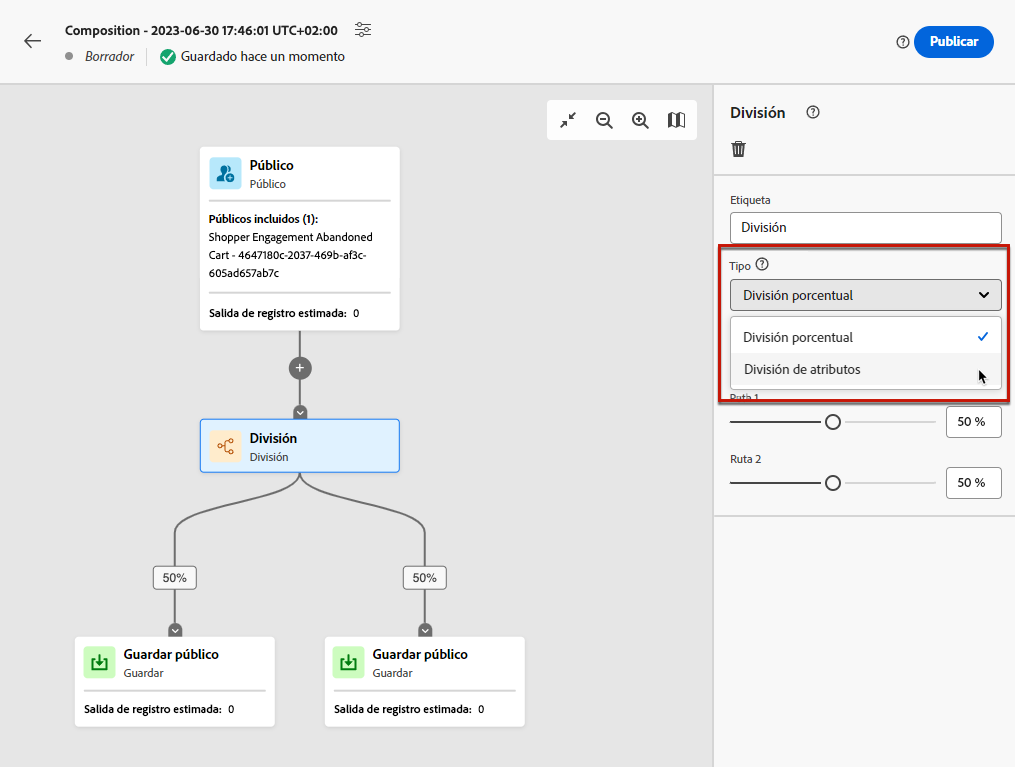 Composition - 2023-06-30 17:46:01 UTC+02:00
Borrador
Guardado hace un momento
Publicar
Público
Público
Públicos incluidos (1):
Shopper Engagement Abandoned
Cart - 4647180c-2037-469b-af3c-
605ad657ab7c
Salida de registro estimada: 0
División
División
50%
50%
Guardar público
Guardar
Salida de registro estimada: 0
Guardar público
Guardar
Salida de registro estimada: 0
División
Etiqueta
División
Tipo
División porcentual
División porcentual
División de atributos
Ruta 1
50 %
Ruta 2
50 %